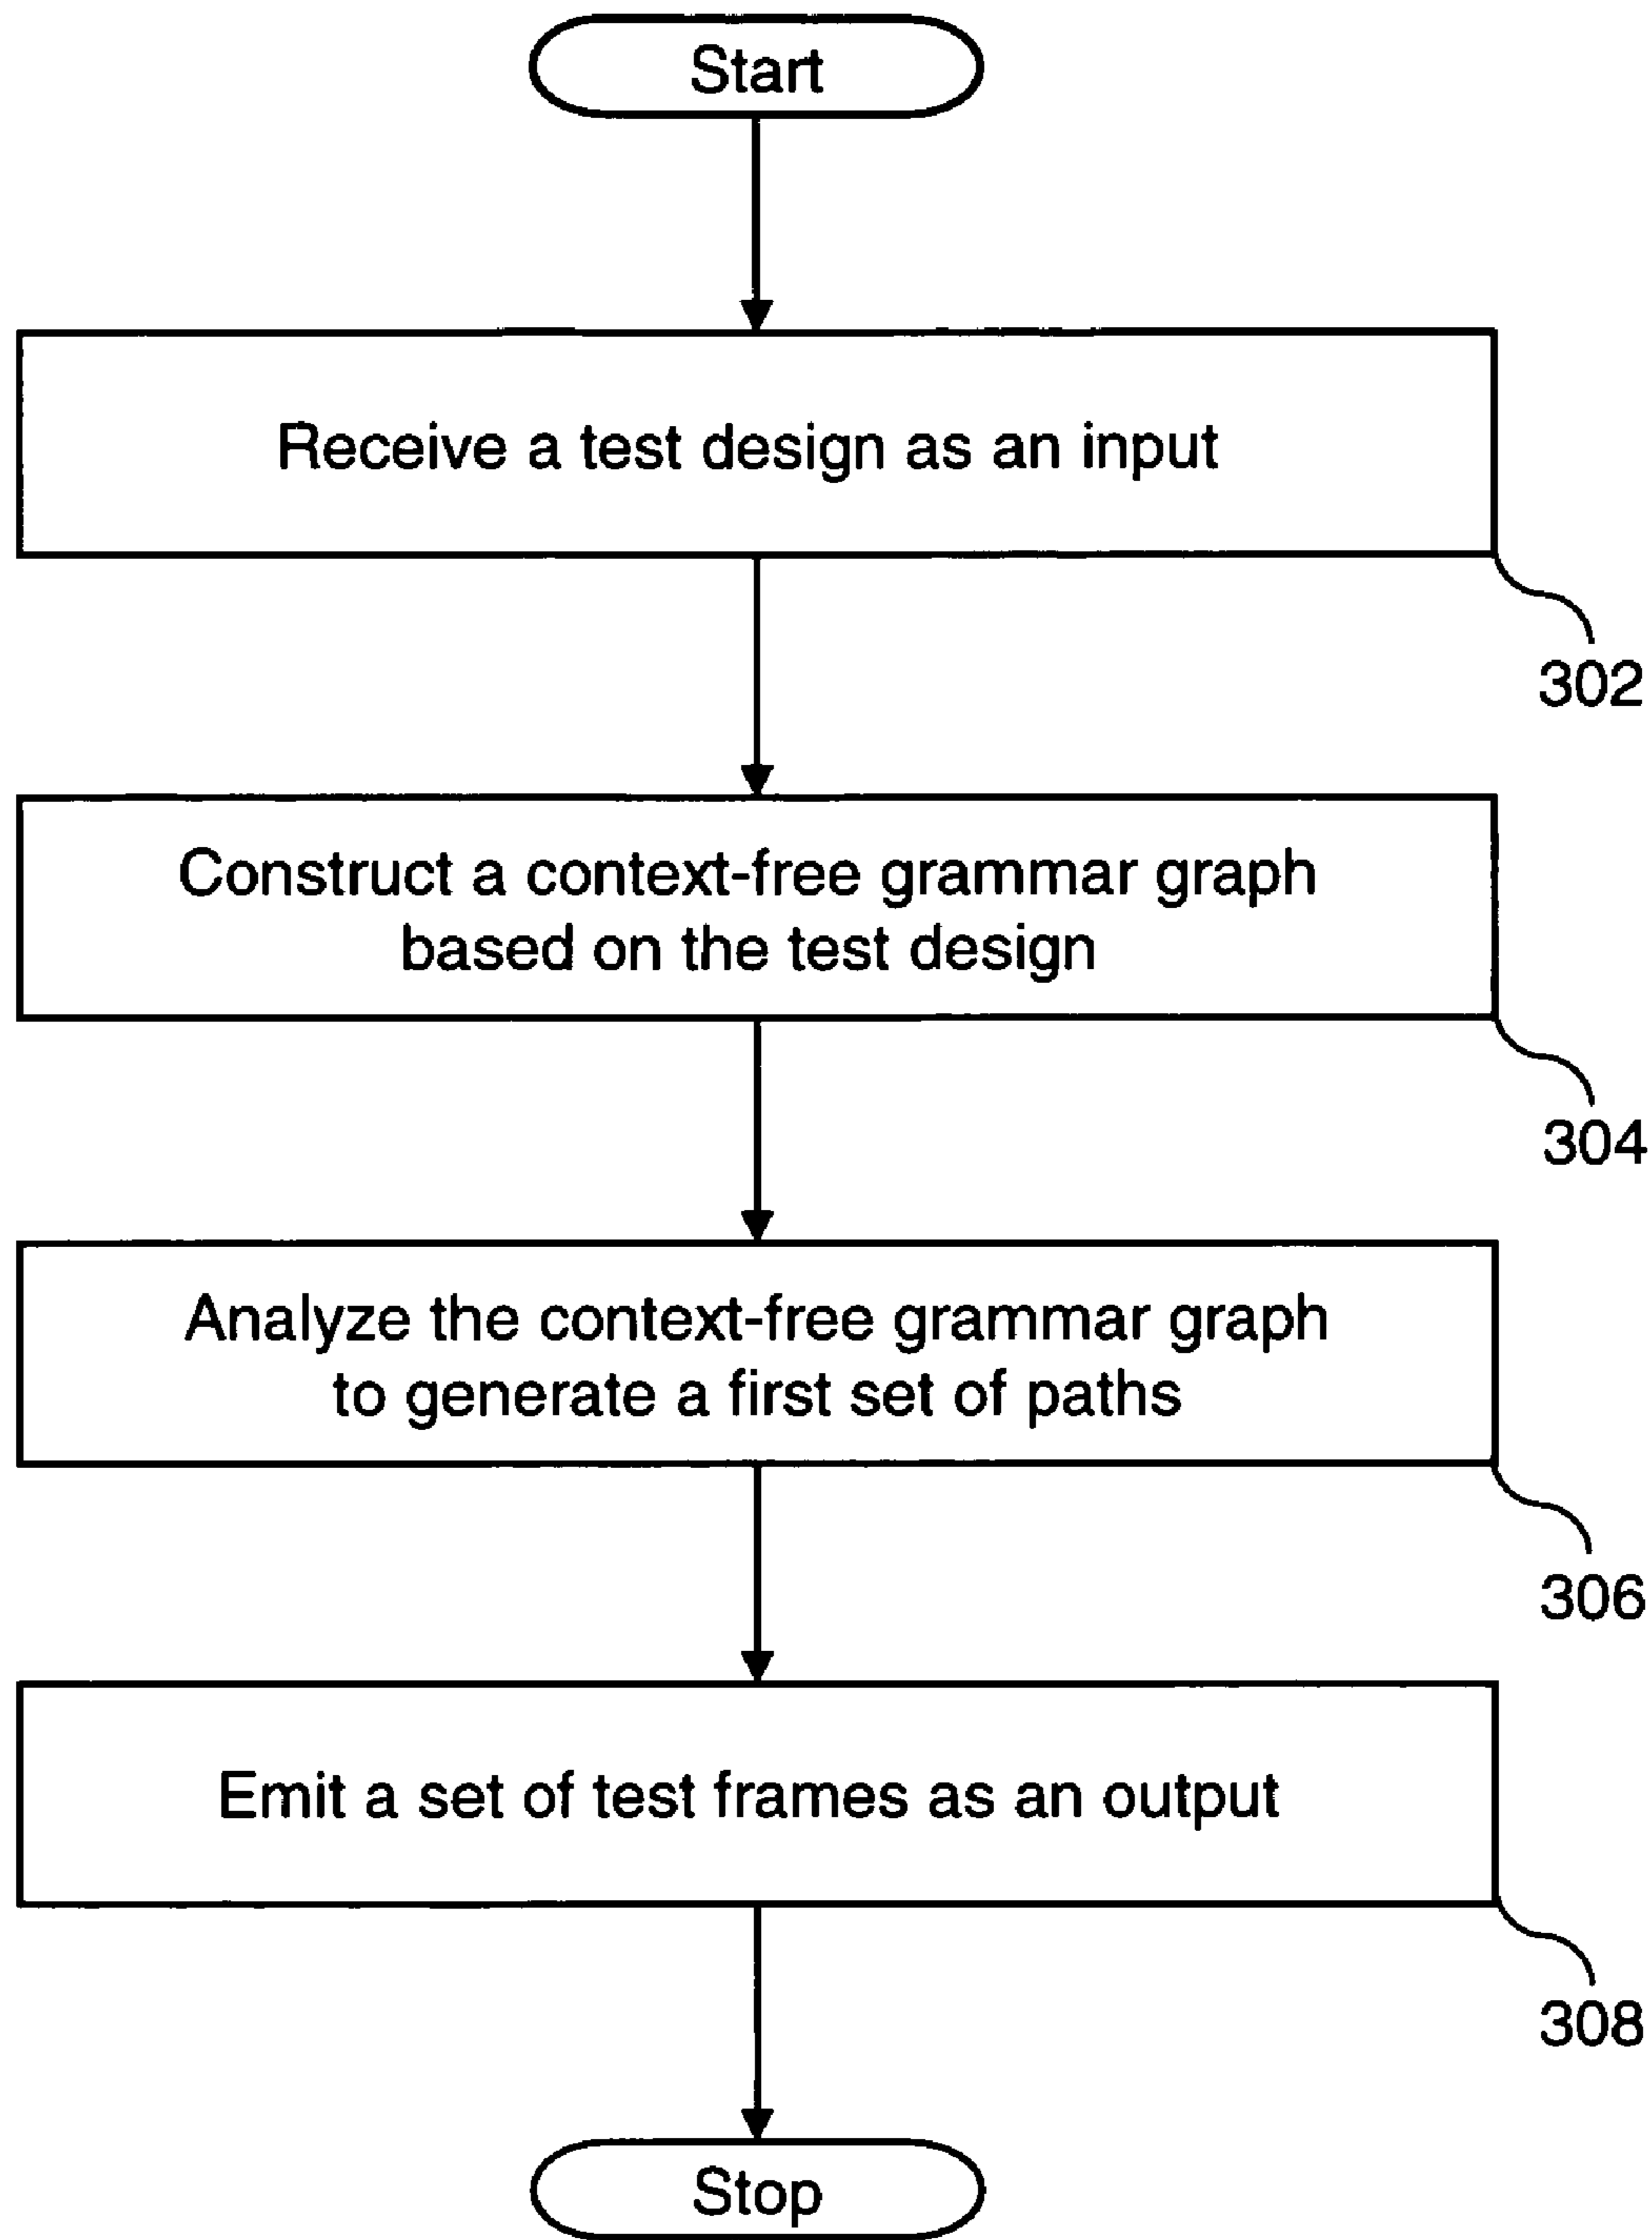 Start
Receive a test design as an input
302
Construct a context-free grammar graph
based on the test design
304
Analyze the context-free grammar graph
to generate a first set of paths
306
Emit a set of test frames as an output
308
Stop